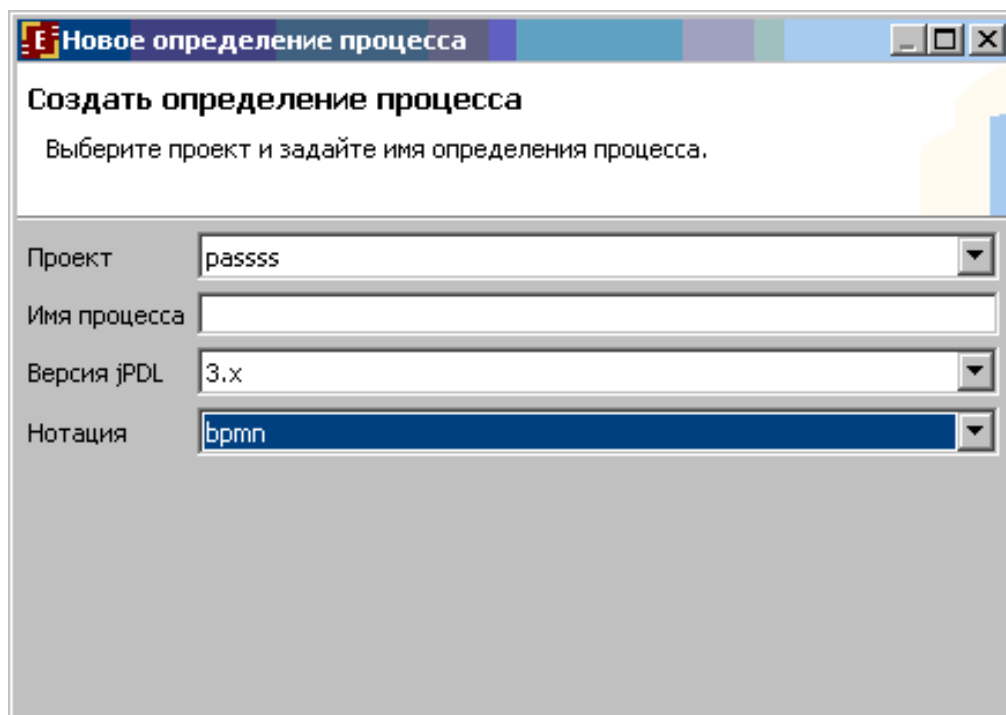 Новое определение процесса
Создать определение процесса
Выберите проект и задайте имя определения процесса.
Проект passss
Имя процесса
Версия jPDL 3.x
Нотация bpmn